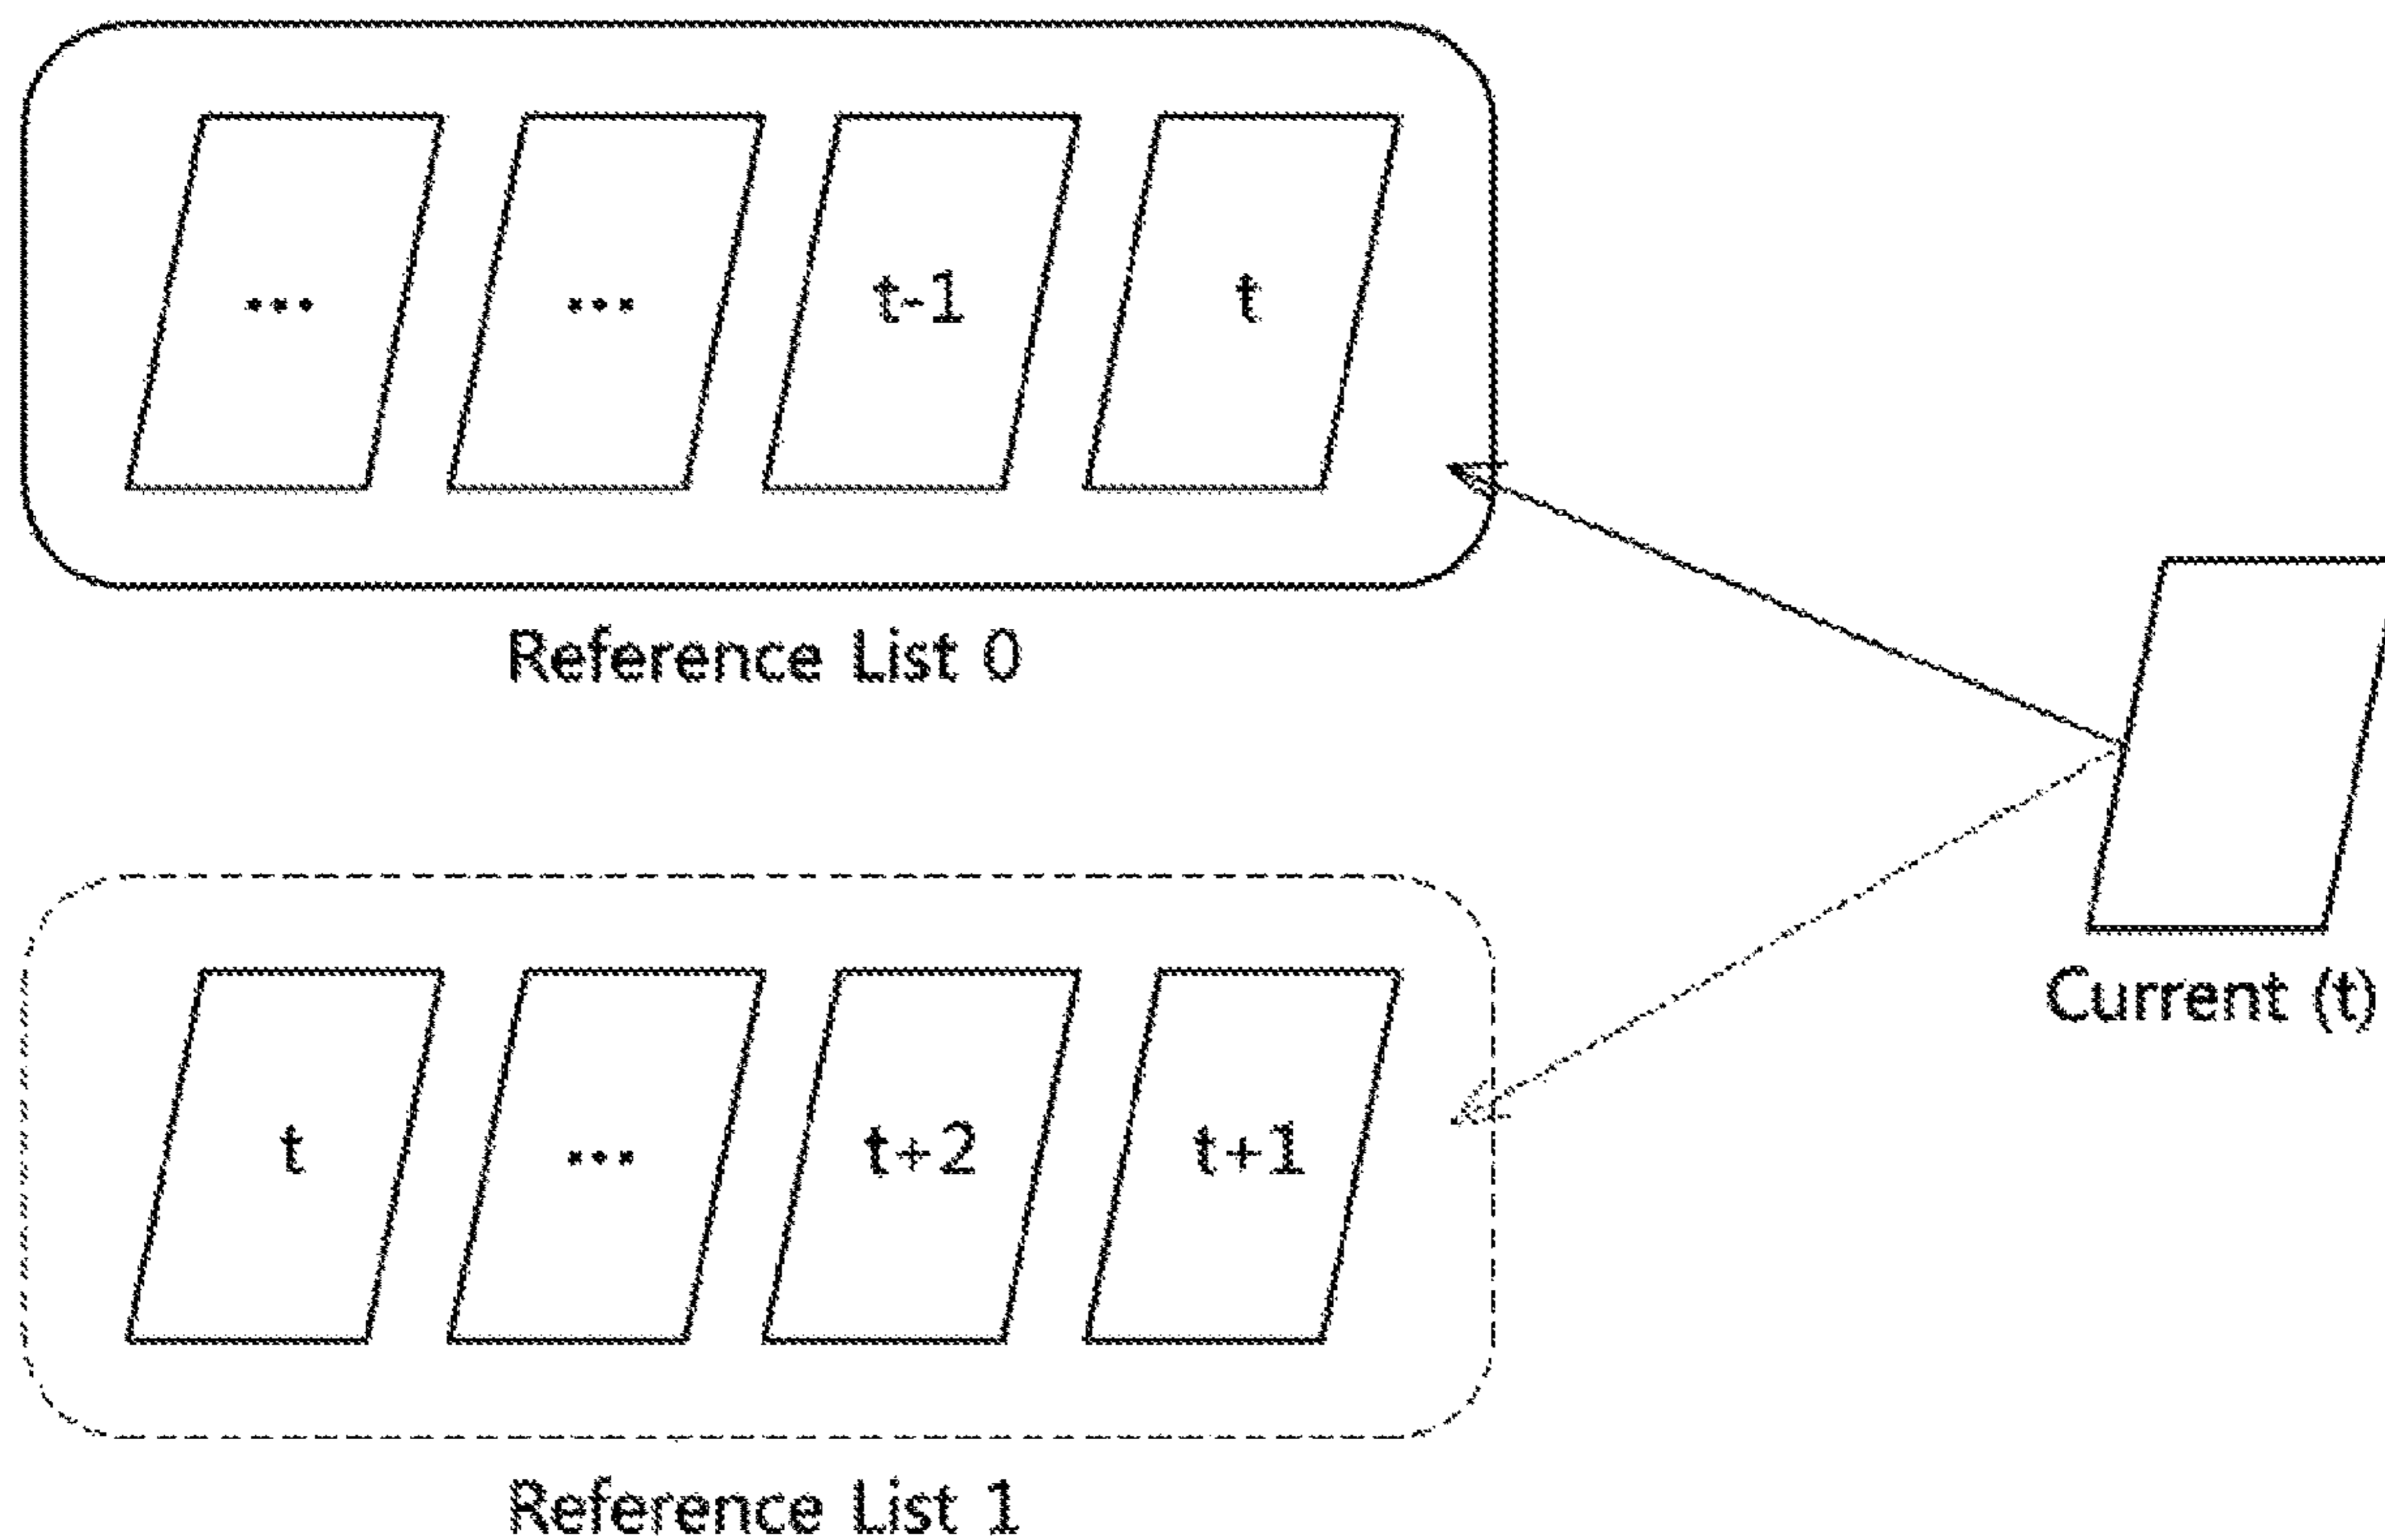 ... ... t-1 t
Reference List 0
Current (t)
t ... t+2 t+1
Reference List 1